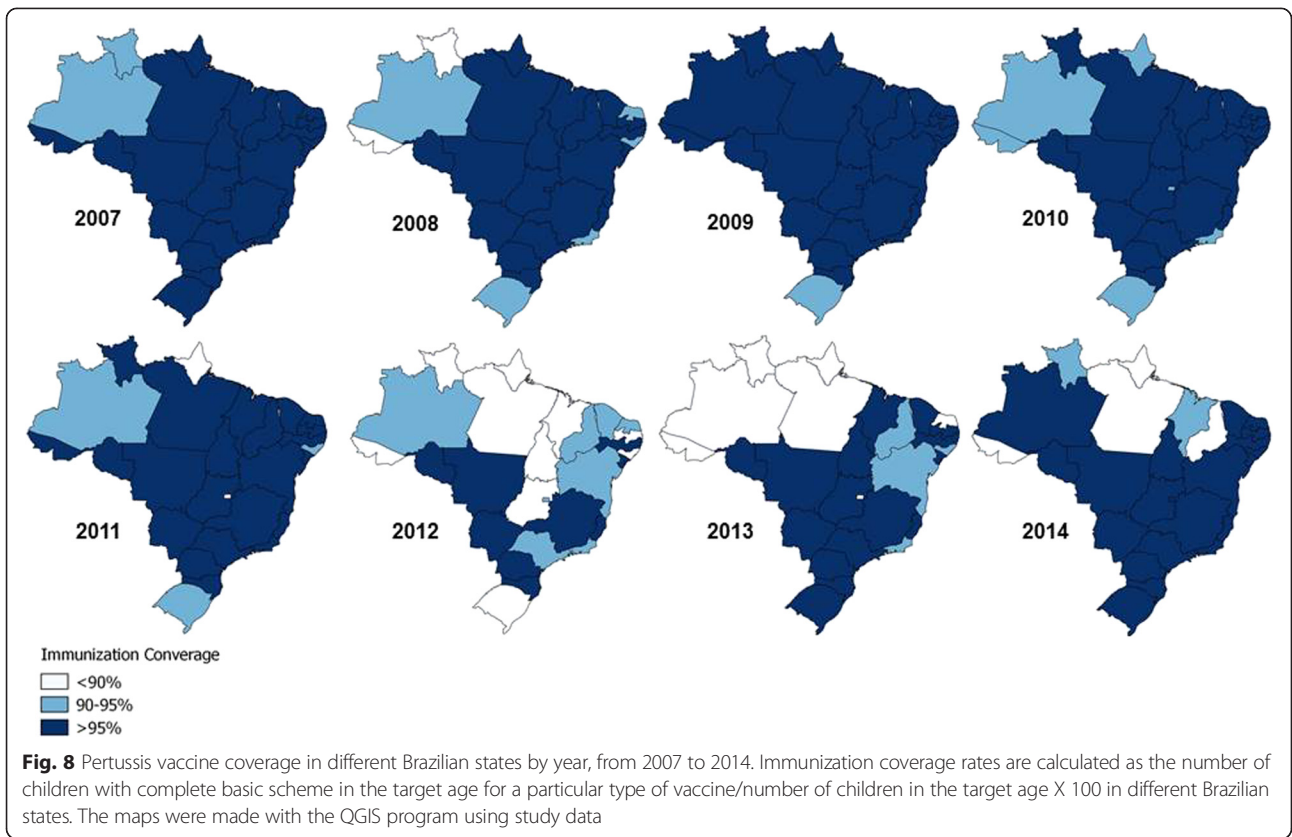 2007
2008
2009
2010
2011
2012
2013
2014
Immunization Converage
<90%
90-95%
>95%
Fig. 8 Pertussis vaccine coverage in different Brazilian states by year, from 2007 to 2014. Immunization coverage rates are calculated as the number of
children with complete basic scheme in the target age for a particular type of vaccine/number of children in the target age X 100 in different Brazilian
states. The maps were made with the QGIS program using study data